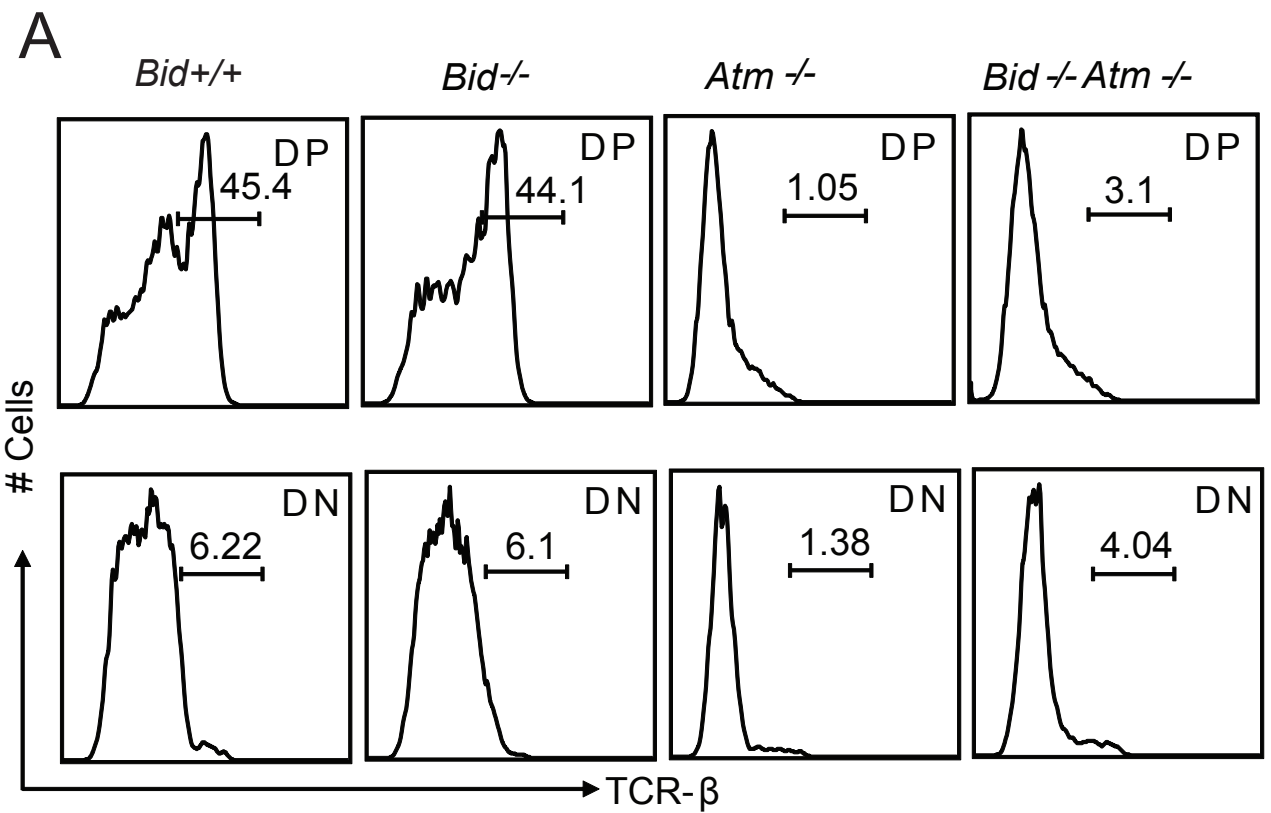 A
Bid+/+ Bid-/- Atm -/- Bid -/- Atm -/-
DP DP DP DP
45.4 44.1 1.05 3.1
DN DN DN DN
6.22 6.1 1.38 4.04
# Cells
TCR-β